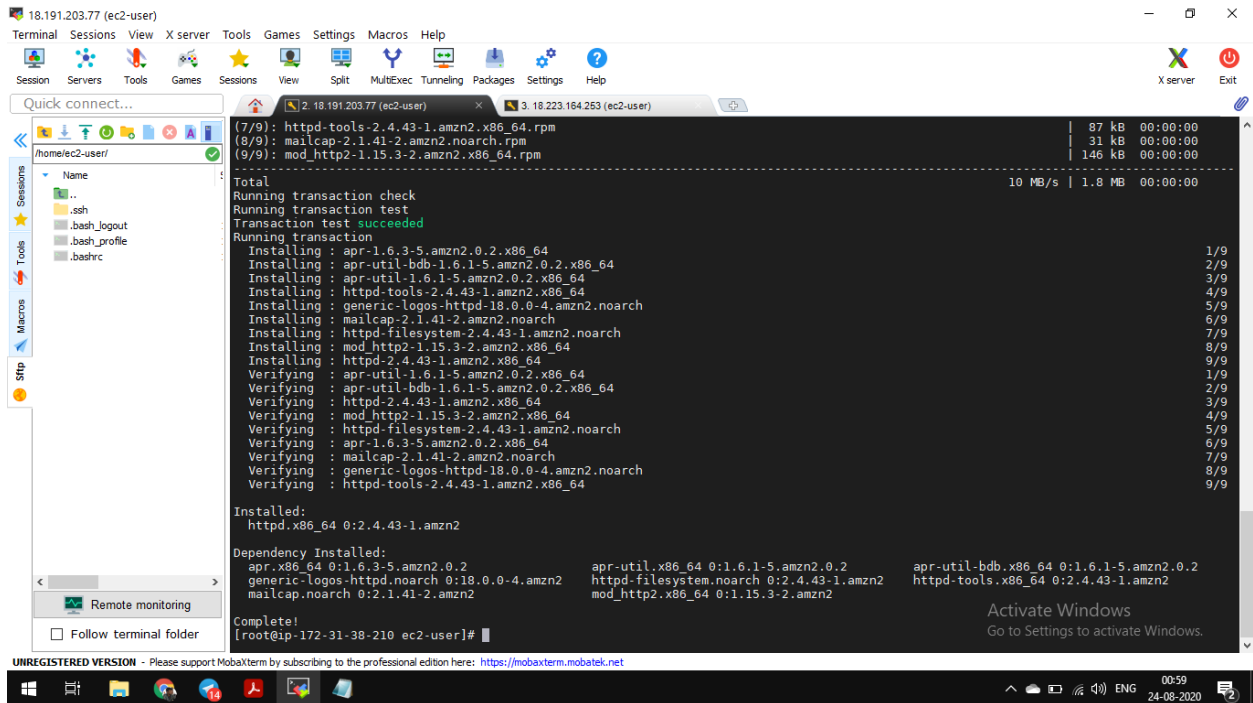 18.191.203.77 (ec2-user)
Terminal Sessions View X server Tools Games Settings Macros Help
Session Servers Tools Games Sessions View Split MultiExec Tunneling Packages Settings Help X server Exit
Quick connect...
2. 18.191.203.77 (ec2-user) × 3. 18.223.164.253 (ec2-user)
/home/ec2-user/
Name
..
.ssh
.bash_logout
.bash_profile
.bashrc
Sessions
Tools
Macros
Sftp
Remote monitoring
Follow terminal folder
(7/9): httpd-tools-2.4.43-1.amzn2.x86_64.rpm | 87 kB 00:00:00
(8/9): mailcap-2.1.41-2.amzn2.noarch.rpm | 31 kB 00:00:00
(9/9): mod_http2-1.15.3-2.amzn2.x86_64.rpm | 146 kB 00:00:00
--------------------------------------------------------------------------------
Total 10 MB/s | 1.8 MB 00:00:00
Running transaction check
Running transaction test
Transaction test succeeded
Running transaction
Installing : apr-1.6.3-5.amzn2.0.2.x86_64 1/9
Installing : apr-util-bdb-1.6.1-5.amzn2.0.2.x86_64 2/9
Installing : apr-util-1.6.1-5.amzn2.0.2.x86_64 3/9
Installing : httpd-tools-2.4.43-1.amzn2.x86_64 4/9
Installing : generic-logos-httpd-18.0.0-4.amzn2.noarch 5/9
Installing : mailcap-2.1.41-2.amzn2.noarch 6/9
Installing : httpd-filesystem-2.4.43-1.amzn2.noarch 7/9
Installing : mod_http2-1.15.3-2.amzn2.x86_64 8/9
Installing : httpd-2.4.43-1.amzn2.x86_64 9/9
Verifying : apr-util-1.6.1-5.amzn2.0.2.x86_64 1/9
Verifying : apr-util-bdb-1.6.1-5.amzn2.0.2.x86_64 2/9
Verifying : httpd-2.4.43-1.amzn2.x86_64 3/9
Verifying : mod_http2-1.15.3-2.amzn2.x86_64 4/9
Verifying : httpd-filesystem-2.4.43-1.amzn2.noarch 5/9
Verifying : apr-1.6.3-5.amzn2.0.2.x86_64 6/9
Verifying : mailcap-2.1.41-2.amzn2.noarch 7/9
Verifying : generic-logos-httpd-18.0.0-4.amzn2.noarch 8/9
Verifying : httpd-tools-2.4.43-1.amzn2.x86_64 9/9
Installed:
httpd.x86_64 0:2.4.43-1.amzn2
Dependency Installed:
apr.x86_64 0:1.6.3-5.amzn2.0.2 apr-util.x86_64 0:1.6.1-5.amzn2.0.2 apr-util-bdb.x86_64 0:1.6.1-5.amzn2.0.2
generic-logos-httpd.noarch 0:18.0.0-4.amzn2 httpd-filesystem.noarch 0:2.4.43-1.amzn2 httpd-tools.x86_64 0:2.4.43-1.amzn2
mailcap.noarch 0:2.1.41-2.amzn2 mod_http2.x86_64 0:1.15.3-2.amzn2
Complete!
[root@ip-172-31-38-210 ec2-user]#
Activate Windows
Go to Settings to activate Windows.
UNREGISTERED VERSION - Please support MobaXterm by subscribing to the professional edition here: https://mobaxterm.mobatek.net
14
ENG
00:59
24-08-2020
2